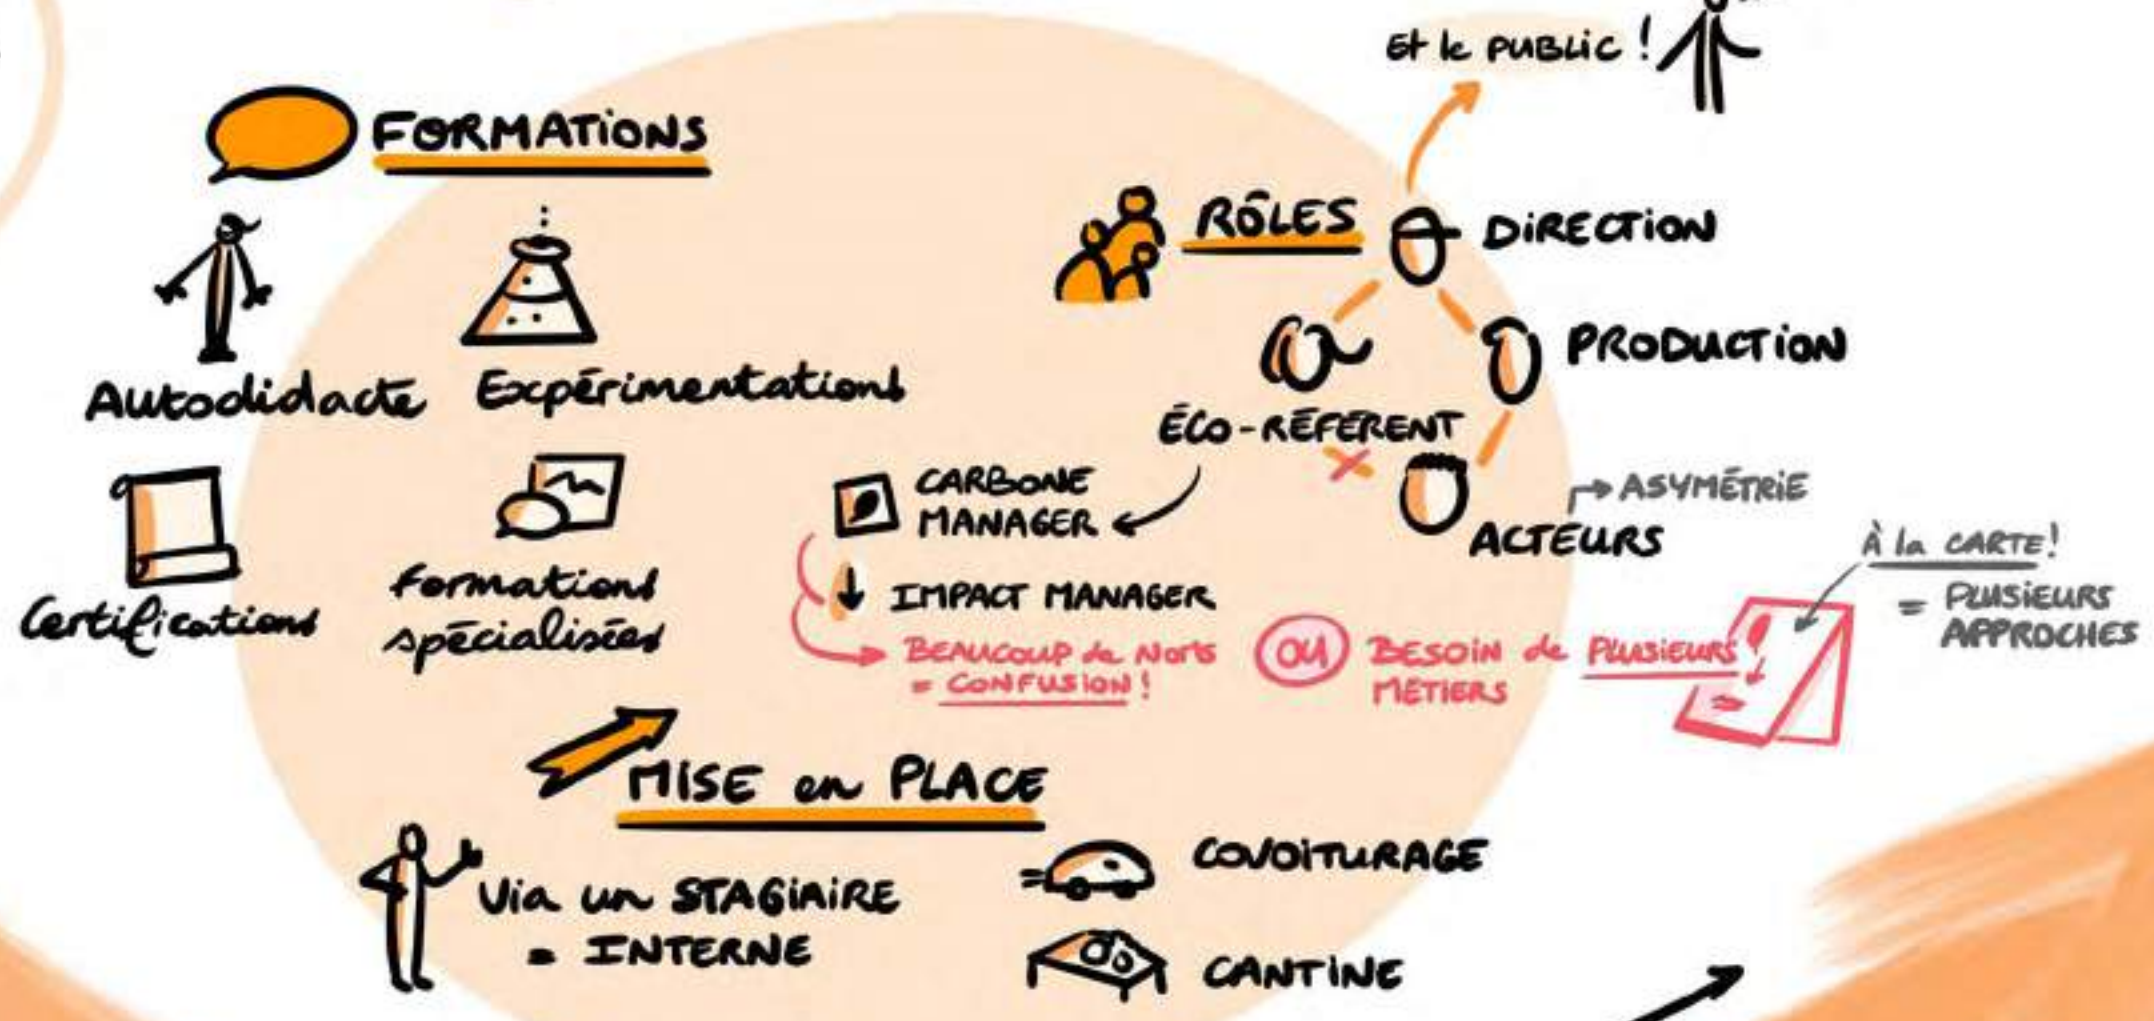 FORMATIONS
Autodidacte
Expérimentations
Certifications
Formations
spécialisées
Et le PUBLIC !
RÔLES
DIRECTION
PRODUCTION
ÉCO-RÉFÉRENT
ACTEURS
ASYMÉTRIE
CARBONE
MANAGER
IMPACT MANAGER
BEAUCOUP de Mots
= CONFUSION !
OU
BESOIN de PLUSIEURS
MÉTIERS
À la CARTE !
= PLUSIEURS
APPROCHES
MISE en PLACE
Via un STAGIAIRE
= INTERNE
COVOITURAGE
CANTINE